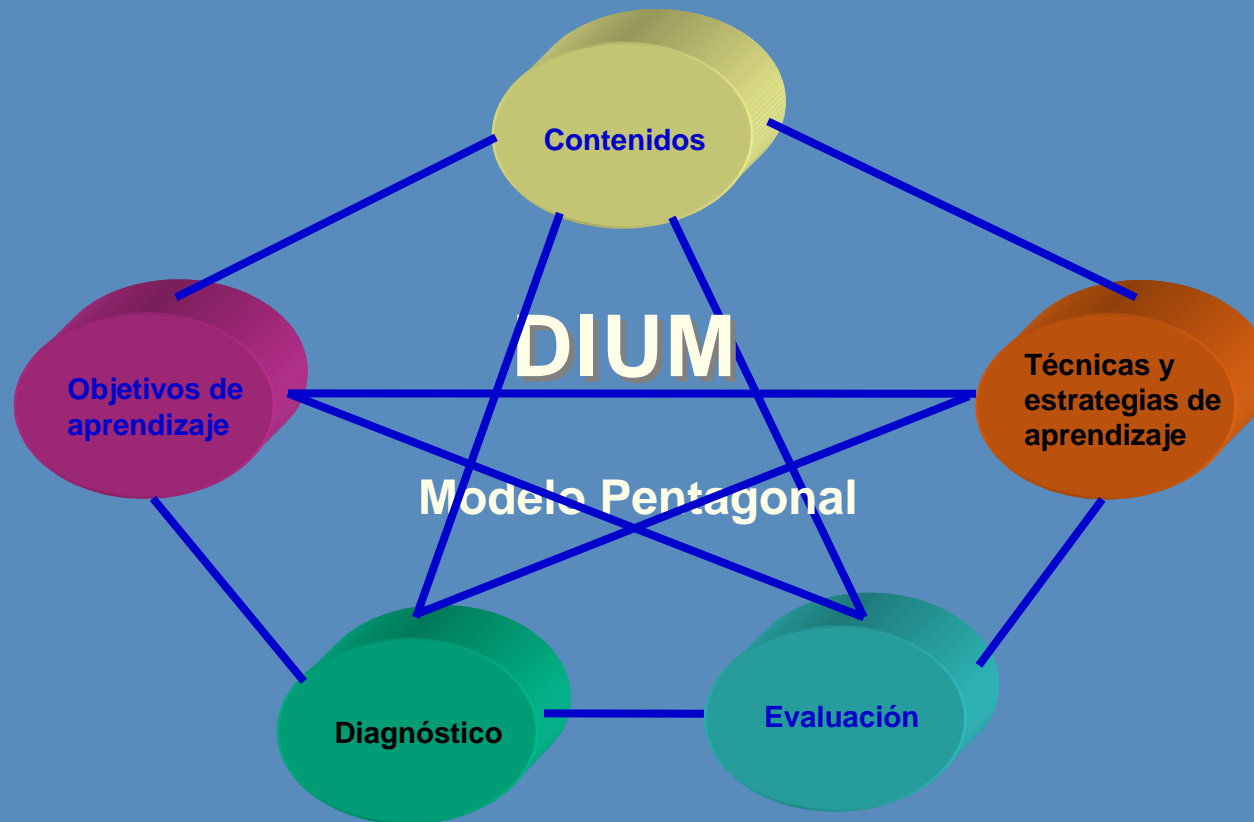 Contenidos
DIUM
Objetivos de
aprendizaje
Técnicas y
estrategias de
aprendizaje
Modelo Pentagonal
Diagnóstico
Evaluación